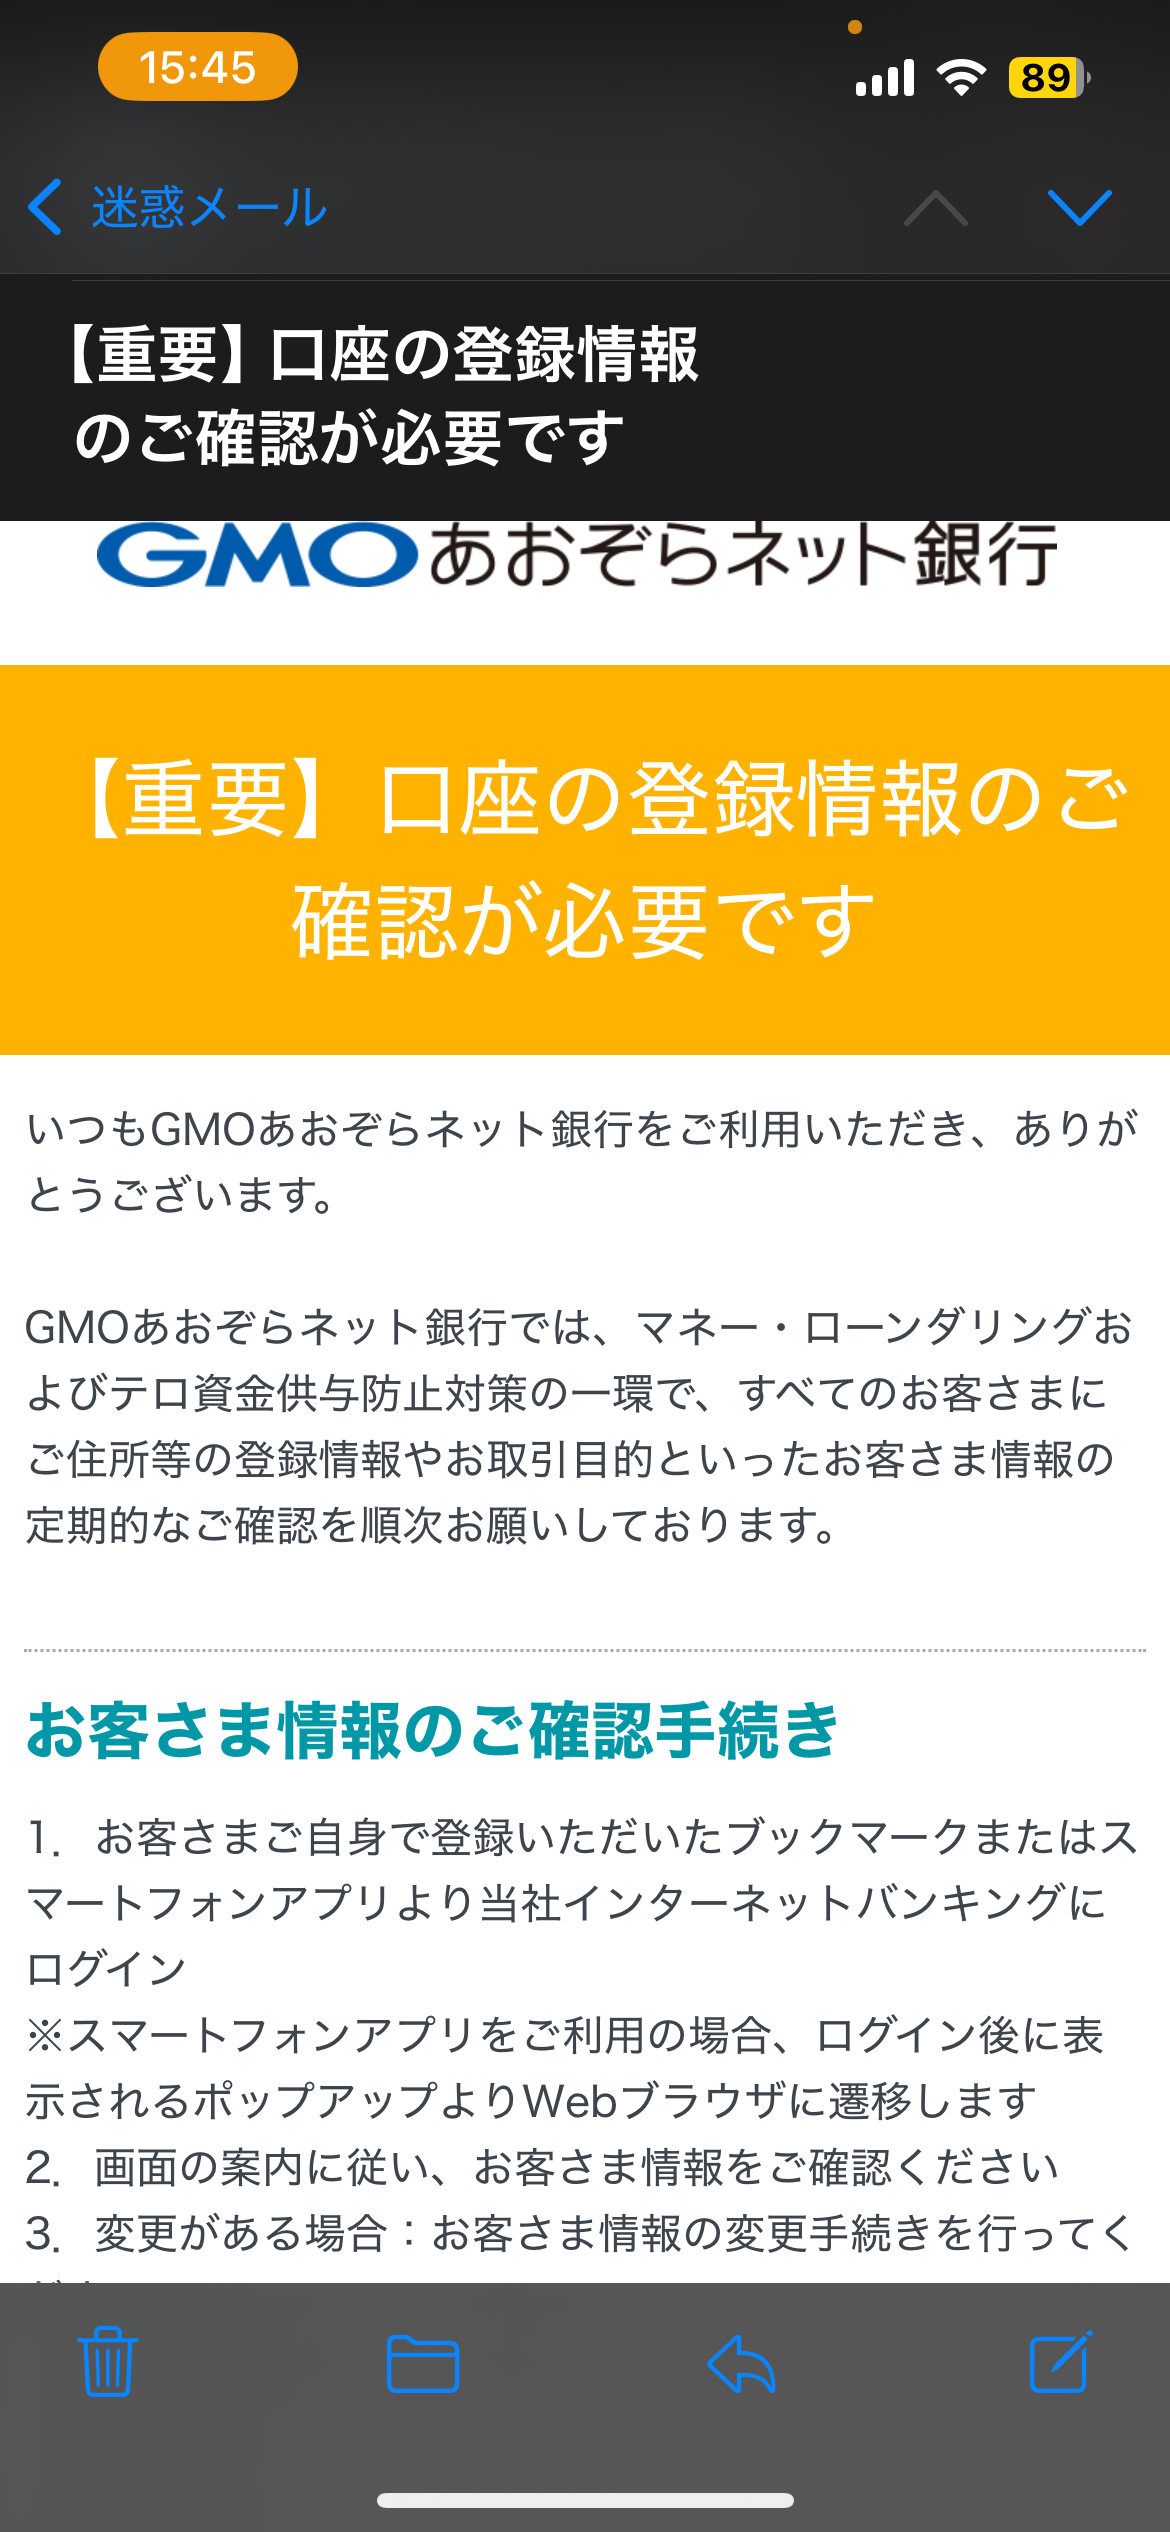 15:45
89
迷惑メール
【重要】口座の登録情報
のご確認が必要です
GMOあおぞらネット銀行
【重要】口座の登録情報のご
確認が必要です
いつもGMOあおぞらネット銀行をご利用いただき、ありが
とうございます。
GMOあおぞらネット銀行では、マネー・ローンダリングお
よびテロ資金供与防止対策の一環で、すべてのお客さまに
ご住所等の登録情報やお取引目的といったお客さま情報の
定期的なご確認を順次お願いしております。
お客さま情報のご確認手続き
1．お客さまご自身で登録いただいたブックマークまたはス
マートフォンアプリより当社インターネットバンキングに
ログイン
※スマートフォンアプリをご利用の場合、ログイン後に表
示されるポップアップよりWebブラウザに遷移します
2．画面の案内に従い、お客さま情報をご確認ください
3．変更がある場合：お客さま情報の変更手続きを行ってく